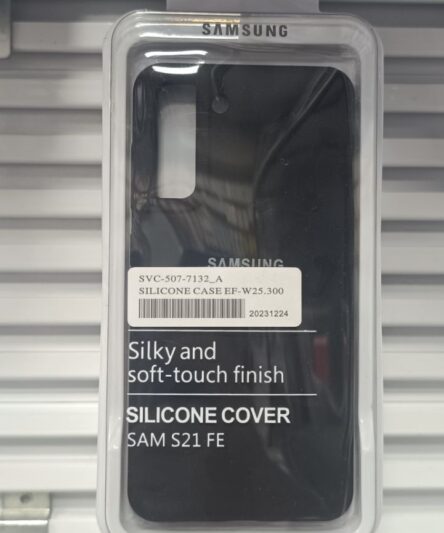 SAMSUNG
SAMSUNG
SVC-507-7132_A
SILICONE CASE EF-W25.300
20231224
Silky and
soft-touch finish
SILICONE COVER
SAM S21 FE